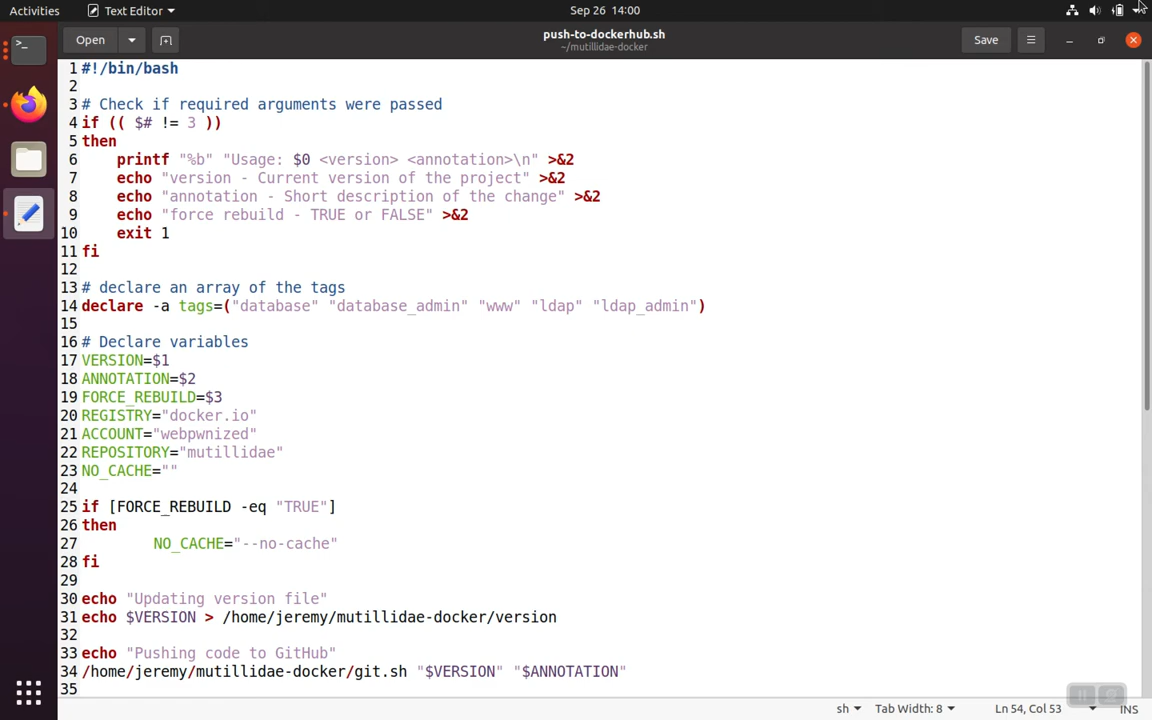 Activities Text Editor Sep 26 14:00
Open push-to-dockerhub.sh Save
~/mutillidae-docker
1 #!/bin/bash
2
3 # Check if required arguments were passed
4 if (( $# != 3 ))
5 then
6     printf "%b" "Usage: $0 <version> <annotation>\n" >&2
7     echo "version - Current version of the project" >&2
8     echo "annotation - Short description of the change" >&2
9     echo "force rebuild - TRUE or FALSE" >&2
10     exit 1
11 fi
12
13 # declare an array of the tags
14 declare -a tags=("database" "database_admin" "www" "ldap" "ldap_admin")
15
16 # Declare variables
17 VERSION=$1
18 ANNOTATION=$2
19 FORCE_REBUILD=$3
20 REGISTRY="docker.io"
21 ACCOUNT="webpwnized"
22 REPOSITORY="mutillidae"
23 NO_CACHE=""
24
25 if [FORCE_REBUILD -eq "TRUE"]
26 then
27         NO_CACHE="--no-cache"
28 fi
29
30 echo "Updating version file"
31 echo $VERSION > /home/jeremy/mutillidae-docker/version
32
33 echo "Pushing code to GitHub"
34 /home/jeremy/mutillidae-docker/git.sh "$VERSION" "$ANNOTATION"
35
sh Tab Width: 8 Ln 54, Col 53 INS